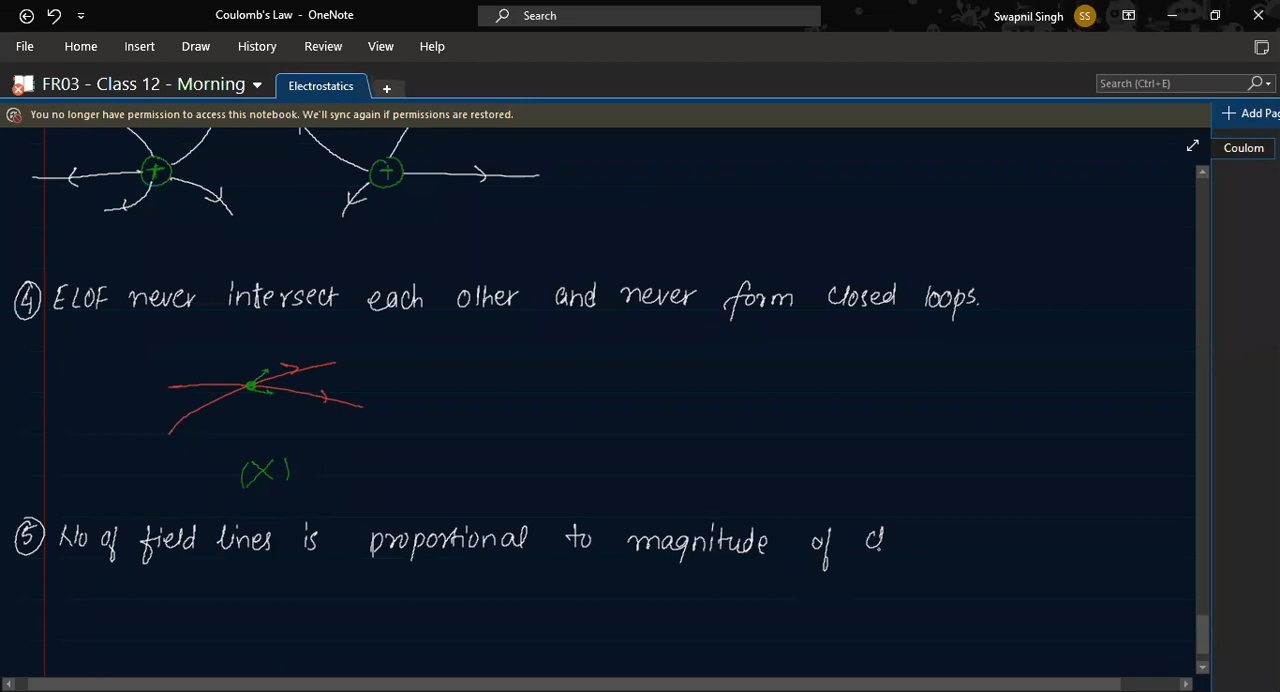 Coulomb's Law - OneNote
Search
Swapnil Singh
SS
File Home Insert Draw History Review View Help
FR03 - Class 12 - Morning
Electrostatics
+
Search (Ctrl+E)
You no longer have permission to access this notebook. We'll sync again if permissions are restored.
Add Pag
Coulom
+ +
④ ELOF never intersect each other and never form closed loops.
(X)
⑤ No of field lines is proportional to magnitude of